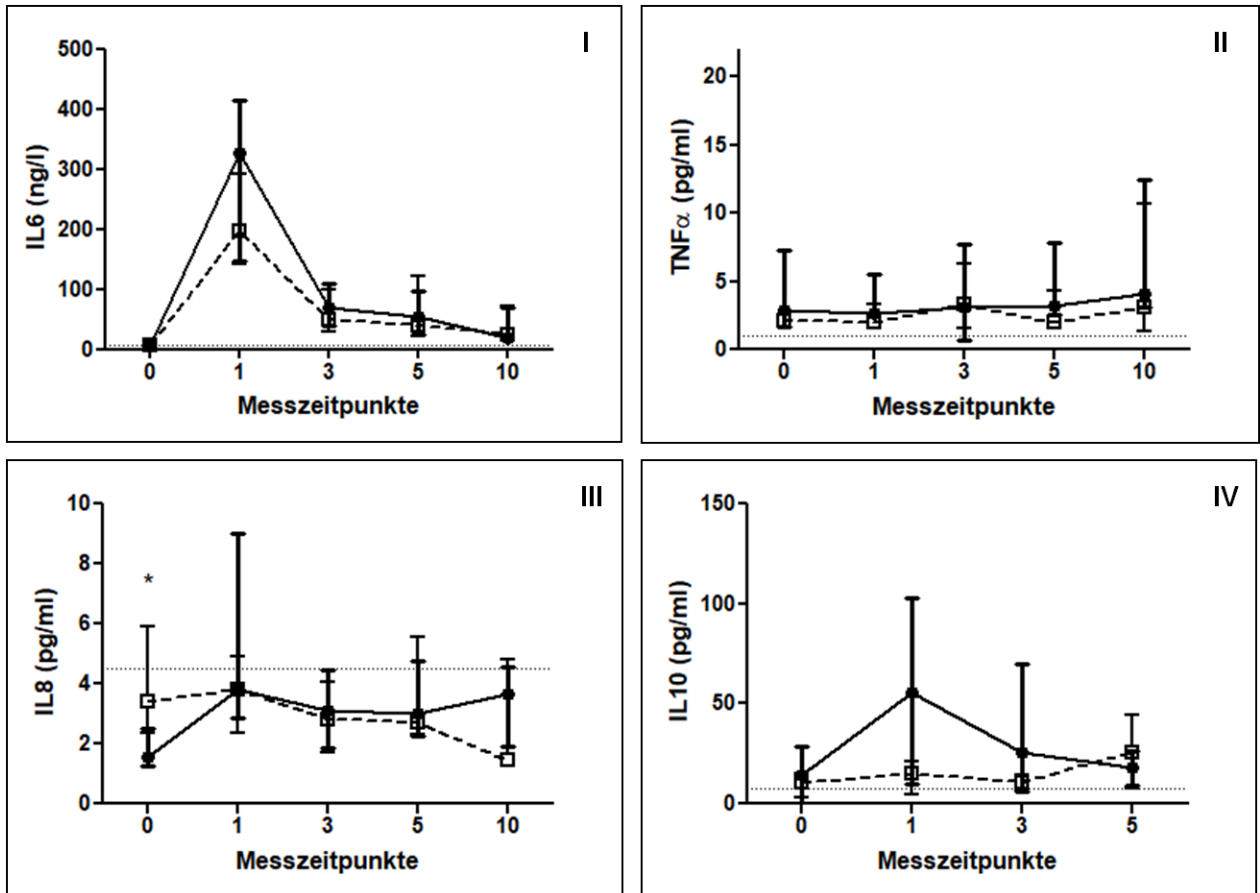 I
IL6 (ng/l)
500
400
300
200
100
0
0 1 3 5 10
Messzeitpunkte
II
TNFα (pg/ml)
20
15
10
5
0
0 1 3 5 10
Messzeitpunkte
III
IL8 (pg/ml)
10
8
6
4
2
0
*
0 1 3 5 10
Messzeitpunkte
IV
IL10 (pg/ml)
150
100
50
0
0 1 3 5
Messzeitpunkte